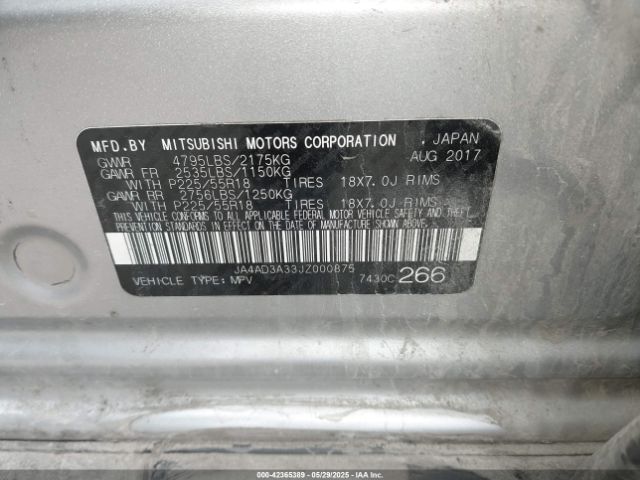 MFD.BY MITSUBISHI MOTORS CORPORATION , JAPAN
GVWR 4795LBS/2175KG AUG 2017
GAWR FR 2535LBS/1150KG
WITH P225/55R18 TIRES 18X7.0J RIMS
GAWR RR 2756LBS/1250KG
WITH P225/55R18 TIRES 18X7.0J RIMS
THIS VEHICLE CONFORMS TO ALL APPLICABLE FEDERAL MOTOR VEHICLE SAFETY AND THEFT
PREVENTION STANDARDS IN EFFECT ON THE DATE OF MANUFACTURE SHOWN ABOVE.
JA4AD3A33JZ000875
VEHICLE TYPE: MPV 7430C 266
000-42365389 05/29/2025 IAAI.COM